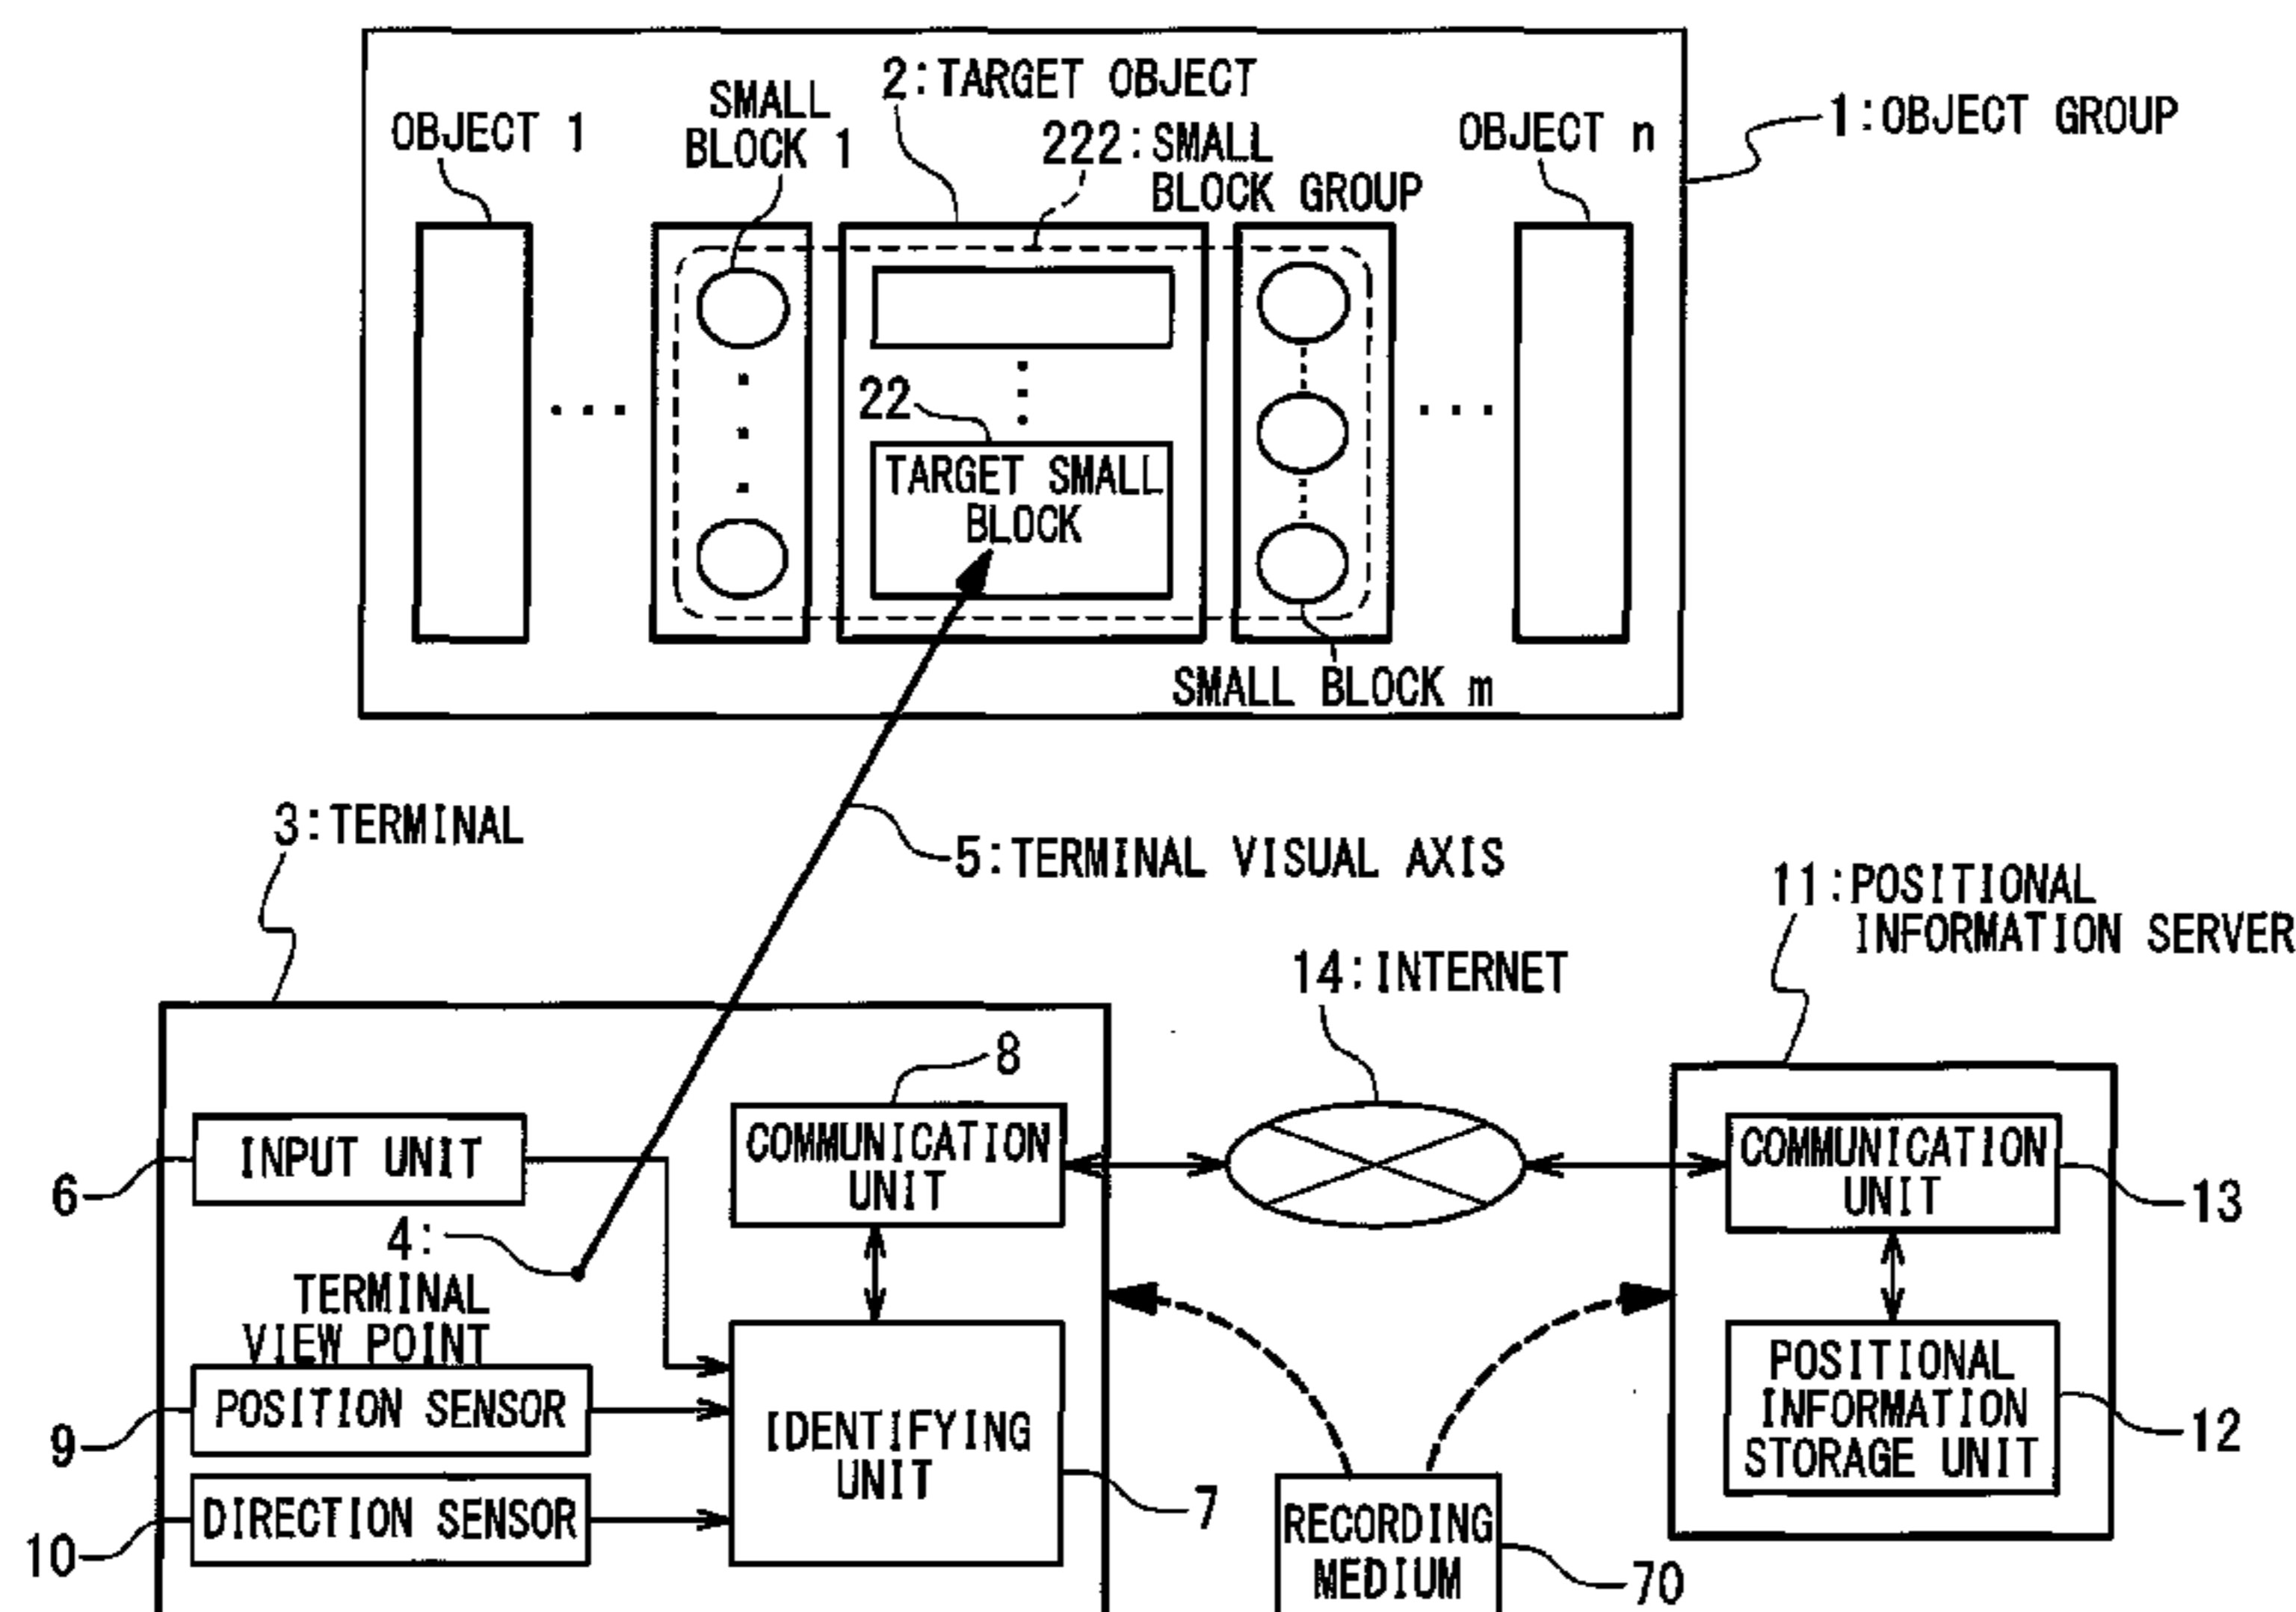 2:TARGET OBJECT
SMALL
BLOCK 1
OBJECT 1
222:SMALL
BLOCK GROUP
OBJECT n
1:OBJECT GROUP
22
TARGET SMALL
BLOCK
SMALL BLOCK m
3:TERMINAL
5:TERMINAL VISUAL AXIS
11:POSITIONAL
INFORMATION SERVER
14:INTERNET
8
INPUT UNIT
6
COMMUNICATION
UNIT
COMMUNICATION
UNIT
13
4:
TERMINAL
VIEW POINT
POSITION SENSOR
9
IDENTIFYING
UNIT
7
POSITIONAL
INFORMATION
STORAGE UNIT
12
DIRECTION SENSOR
10
RECORDING
MEDIUM
70